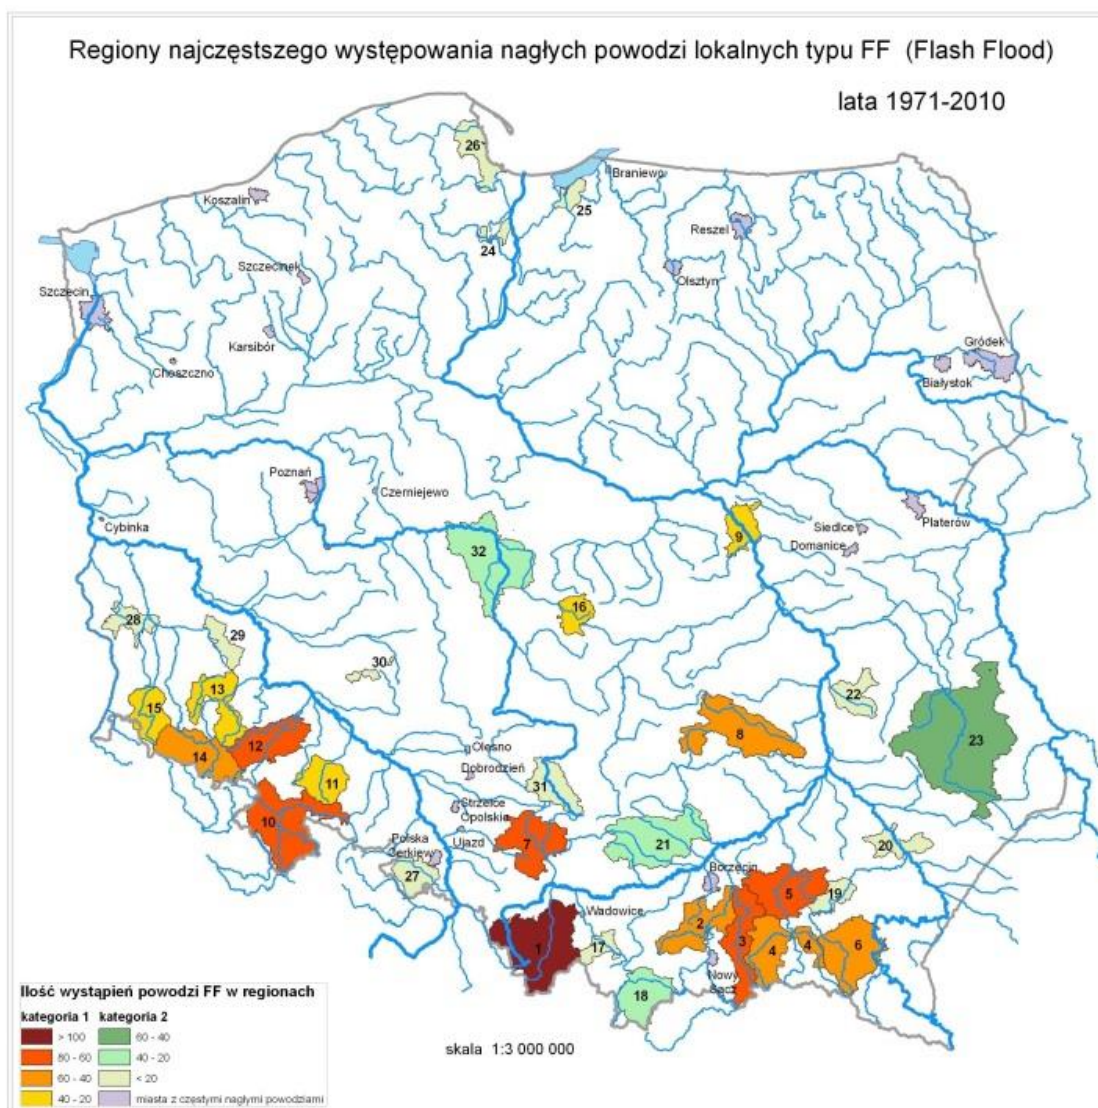 Regiony najczęstszego występowania nagłych powodzi lokalnych typu FF (Flash Flood)
lata 1971-2010
26
Braniewo
Koszalin
25
Reszel
24
Szczecinek
Olsztyn
Szczecin
Karsibór
Gródek
Choszczno
Białystok
Poznań
Czerniejewo
Cybinka
Siedlce
Platerów
9
Domanice
32
16
28
29
30
13
22
15
12
8
23
14
Olesno
Dobrodzień
11
31
Strzelce
Opolskie
10
Ujazd
7
21
20
Polska
Cerkiew
Borzęcin
27
5
19
Wadowice
2
1
17
3
4
4
6
Nowy
Sącz
18
Ilość wystąpień powodzi FF w regionach
kategoria 1 kategoria 2
> 100 60 - 40
80 - 60 40 - 20
60 - 40 < 20
40 - 20 miasta z częstymi nagłymi powodziami
skala 1:3 000 000